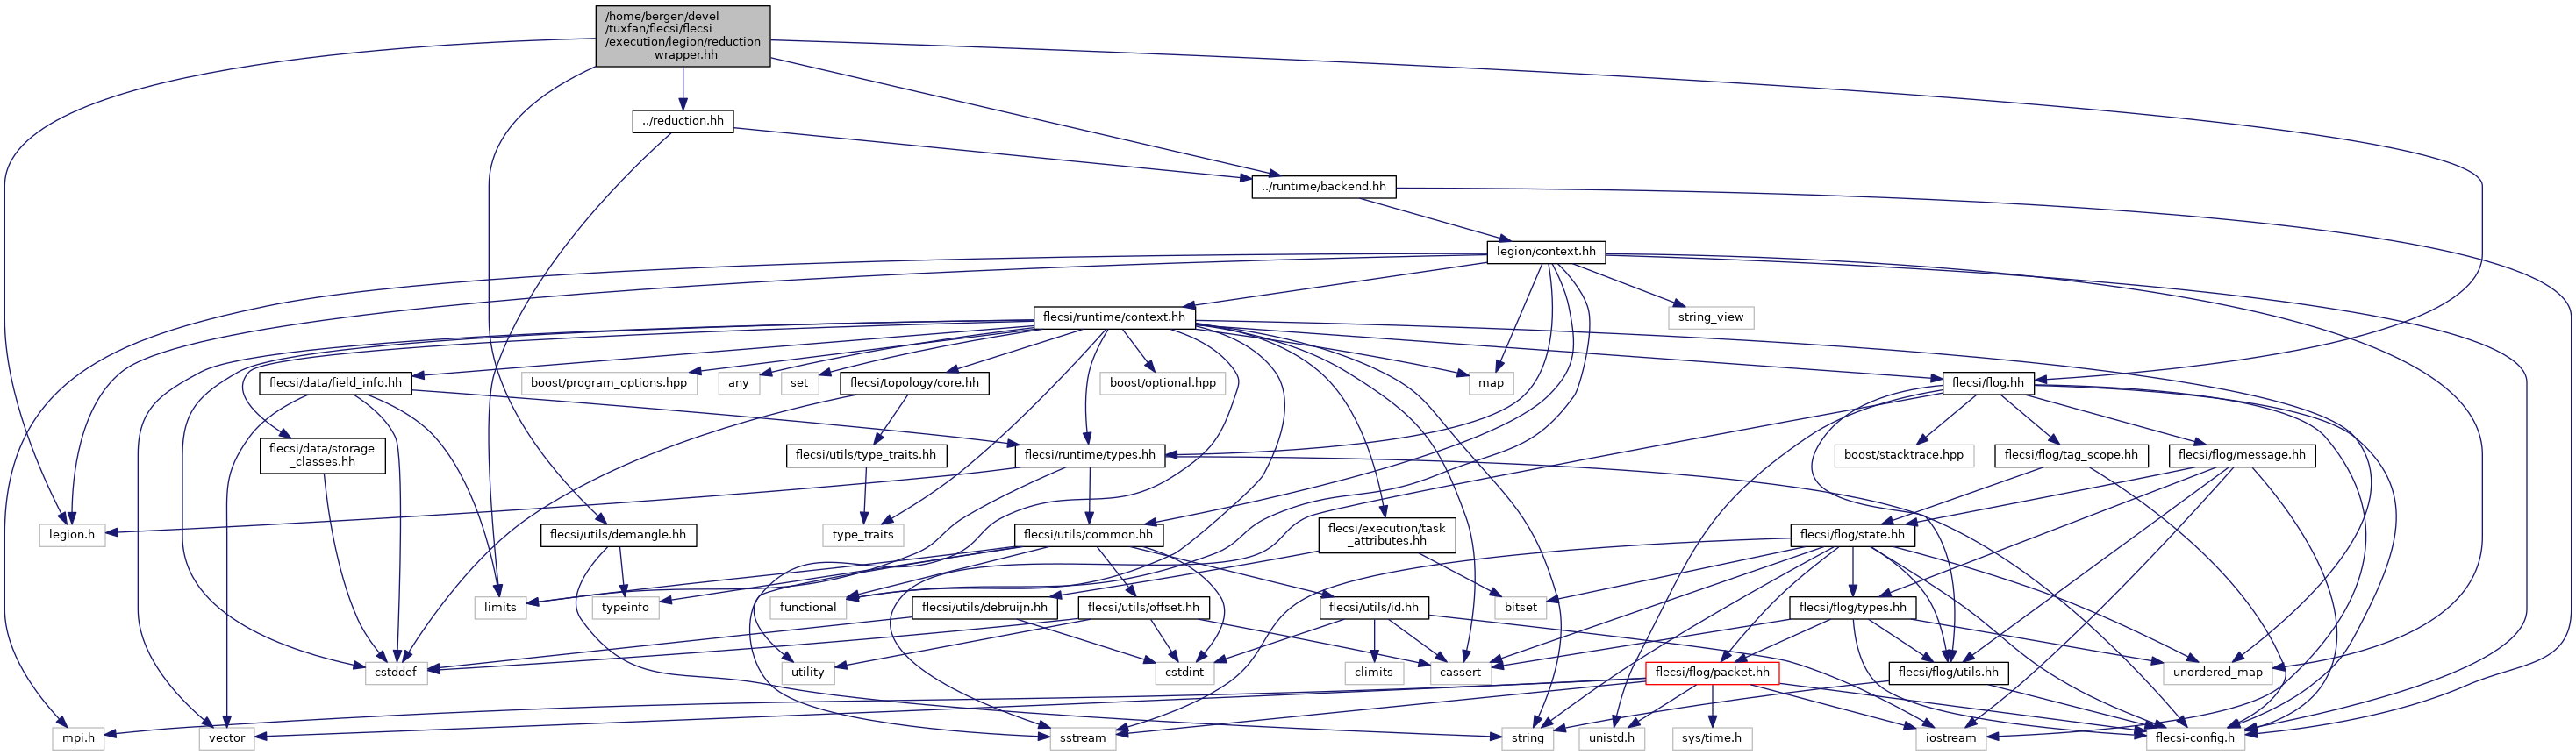 /home/bergen/devel
/tuxfan/flecsi/flecsi
/execution/legion/reduction
_wrapper.hh
../reduction.hh
../runtime/backend.hh
legion/context.hh
flecsi/runtime/context.hh
string_view
flecsi/data/field_info.hh
boost/program_options.hpp
any
set
flecsi/topology/core.hh
boost/optional.hpp
map
flecsi/flog.hh
flecsi/data/storage
_classes.hh
flecsi/utils/type_traits.hh
flecsi/runtime/types.hh
boost/stacktrace.hpp
flecsi/flog/tag_scope.hh
flecsi/flog/message.hh
legion.h
flecsi/utils/demangle.hh
type_traits
flecsi/utils/common.hh
flecsi/execution/task
_attributes.hh
flecsi/flog/state.hh
limits
typeinfo
functional
flecsi/utils/debruijn.hh
flecsi/utils/offset.hh
flecsi/utils/id.hh
bitset
flecsi/flog/types.hh
cstddef
utility
cstdint
climits
cassert
flecsi/flog/packet.hh
flecsi/flog/utils.hh
unordered_map
mpi.h
vector
sstream
string
unistd.h
sys/time.h
iostream
flecsi-config.h